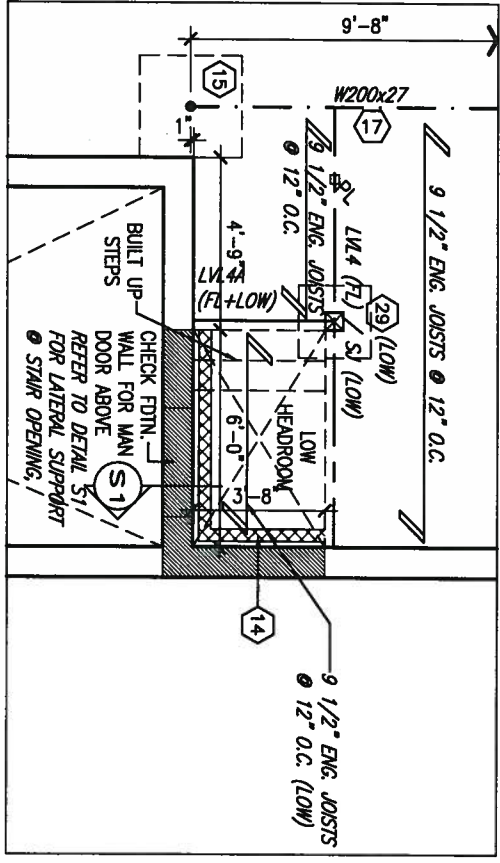 9'-8"
15
1"
W200x27
17
9 1/2" ENG. JOISTS @ 12" O.C.
9 1/2" ENG. JOISTS
@ 12" O.C.
DL
LVL4 (FL)
29
(LOW)
SJ (LOW)
4'-9"
LVL4A
(FL+LOW)
BUILT UP
STEPS
LOW
HEADROOM
6'-0"
3'-8"
CHECK FDTN.
WALL FOR MAN
DOOR ABOVE
REFER TO DETAIL S1
FOR LATERAL SUPPORT
@ STAIR OPENING,
S1
14
9 1/2" ENG. JOISTS
@ 12" O.C. (LOW)